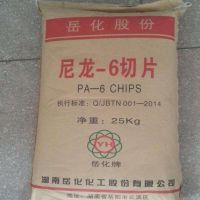 岳化股份
尼龙-6切片
PA-6 CHIPS
执行标准：Q/JBTN 001-2014
净重：25Kg
YH
岳化牌
湖南岳化化工股份有限公司